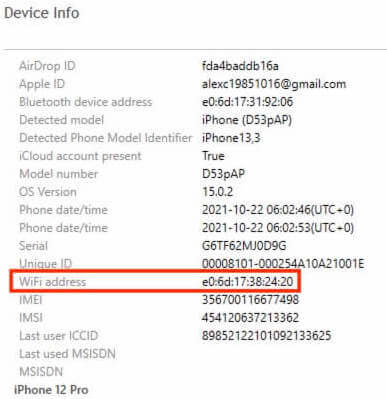 Device Info
AirDrop ID fda4baddb16a
Apple ID alexc19851016@gmail.com
Bluetooth device address e0:6d:17:31:92:06
Detected model iPhone (D53pAP)
Detected Phone Model Identifier iPhone13,3
iCloud account present True
Model number D53pAP
OS Version 15.0.2
Phone date/time 2021-10-22 06:02:46(UTC+0)
Phone date/time 2021-10-22 06:02:53(UTC+0)
Serial G6TF62MJ0D9G
Unique ID 00008101-000254A10A21001E
WiFi address e0:6d:17:38:24:20
IMEI 356700116677498
IMSI 454120637213362
Last user ICCID 89852122101092133625
Last used MSISDN
MSISDN
iPhone 12 Pro